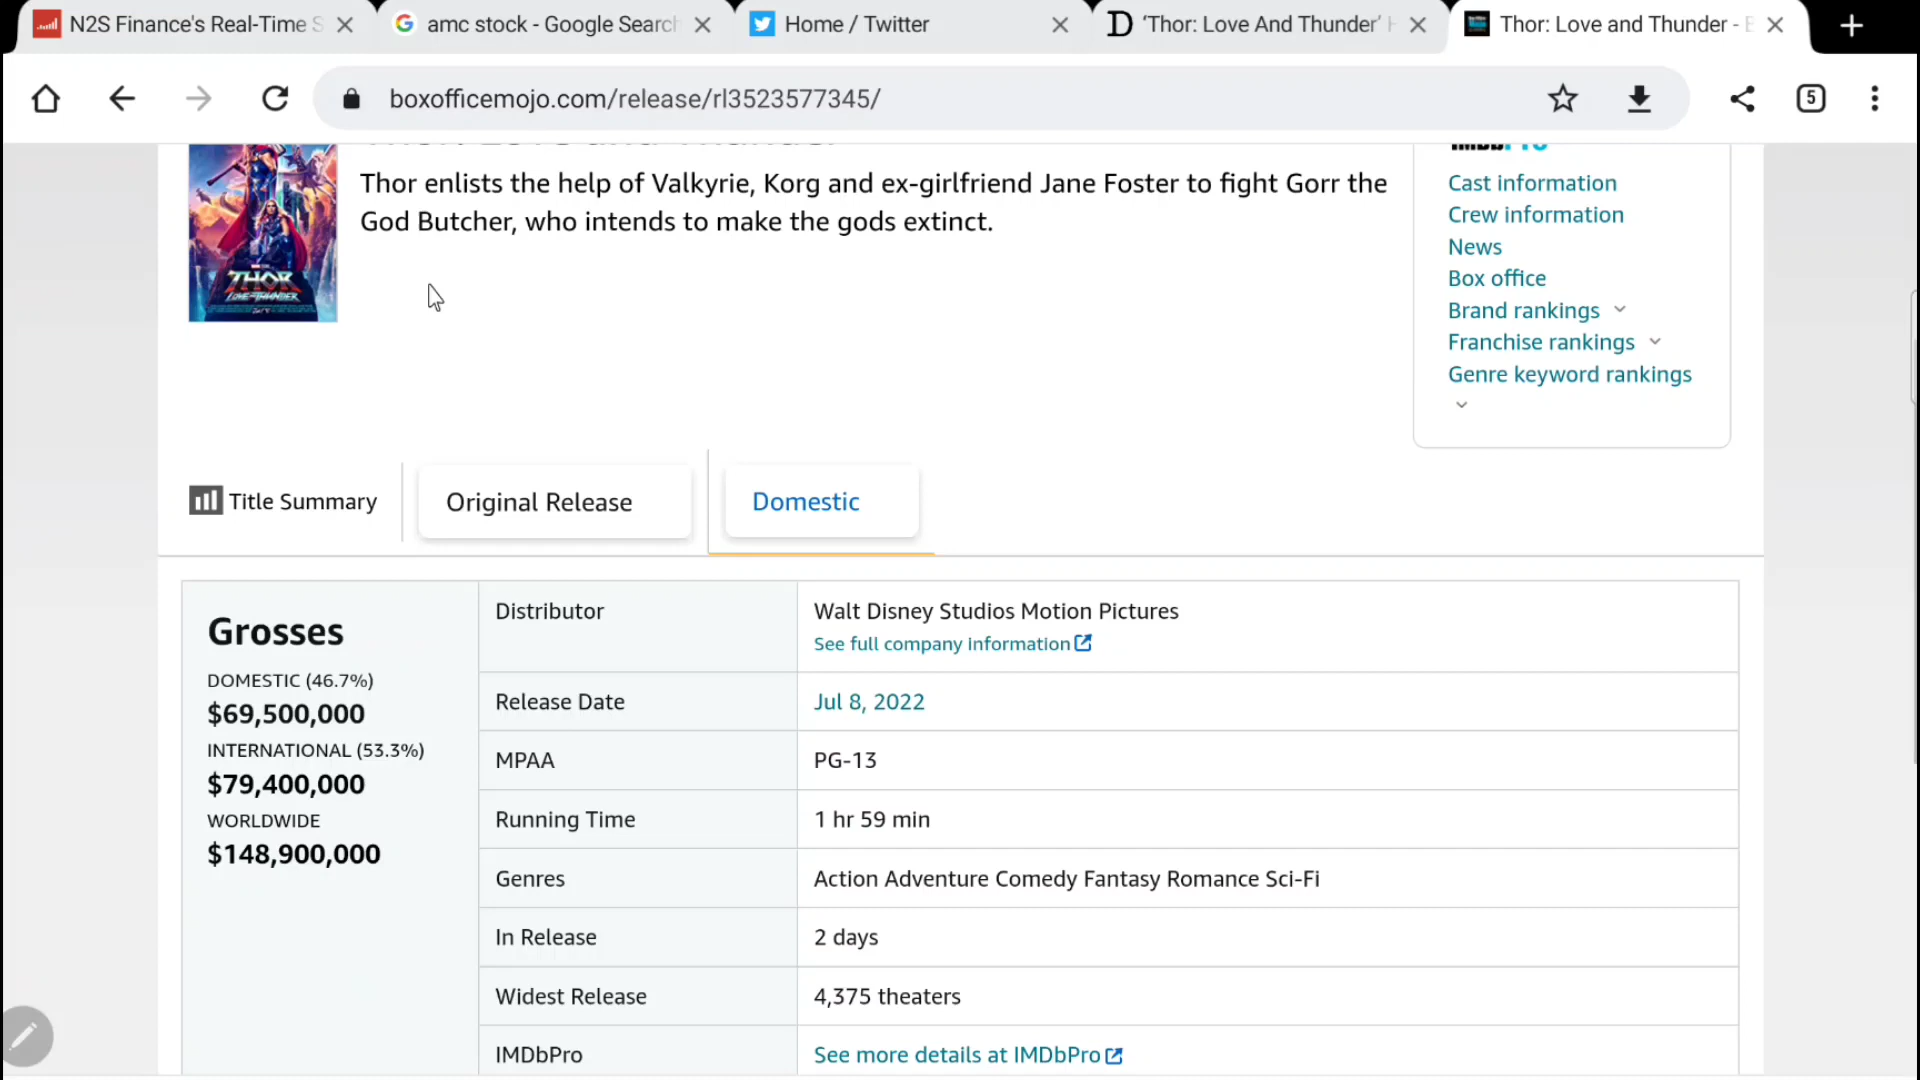 N2S Finance's Real-Time S
amc stock - Google Search
Home / Twitter
'Thor: Love And Thunder'
Thor: Love and Thunder -
boxofficemojo.com/release/rl3523577345/
5
Thor enlists the help of Valkyrie, Korg and ex-girlfriend Jane Foster to fight Gorr the
God Butcher, who intends to make the gods extinct.
THOR
LOVE AND THUNDER
Cast information
Crew information
News
Box office
Brand rankings
Franchise rankings
Genre keyword rankings
Title Summary
Original Release
Domestic
Grosses
DOMESTIC (46.7%)
$69,500,000
INTERNATIONAL (53.3%)
$79,400,000
WORLDWIDE
$148,900,000
Distributor
Walt Disney Studios Motion Pictures
See full company information
Release Date
Jul 8, 2022
MPAA
PG-13
Running Time
1 hr 59 min
Genres
Action Adventure Comedy Fantasy Romance Sci-Fi
In Release
2 days
Widest Release
4,375 theaters
IMDbPro
See more details at IMDbPro